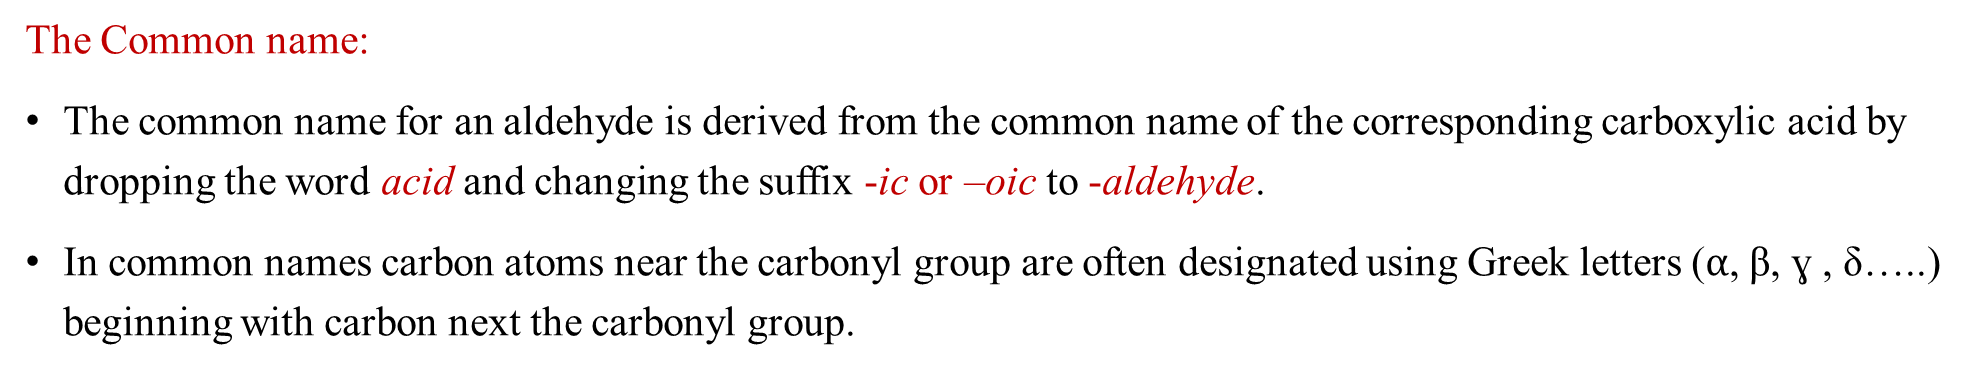 The Common name:
• The common name for an aldehyde is derived from the common name of the corresponding carboxylic acid by
dropping the word acid and changing the suffix -ic or –oic to -aldehyde.
• In common names carbon atoms near the carbonyl group are often designated using Greek letters (α, β, ɣ , δ…..)
beginning with carbon next the carbonyl group.